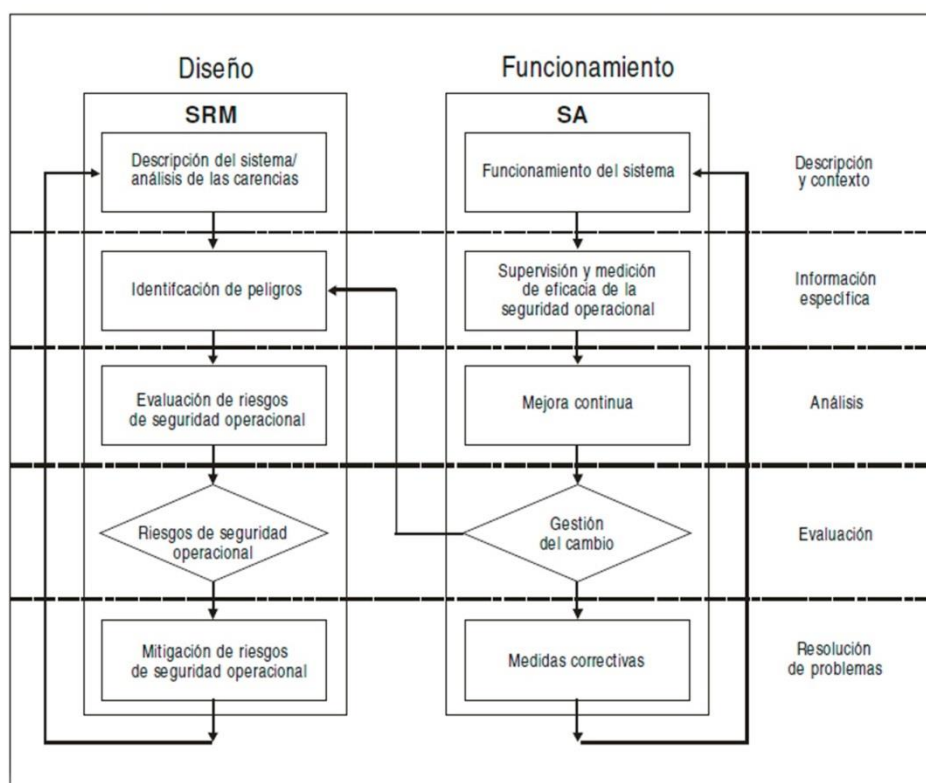 Diseño
Funcionamiento
SRM
SA
Descripción del sistema/
análisis de las carencias
Funcionamiento del sistema
Descripción
y contexto
Identifcación de peligros
Supervisión y medición
de eficacia de la
seguridad operacional
Información
específica
Evaluación de riesgos
de seguridad operacional
Mejora continua
Análisis
Riesgos de seguridad
operacional
Gestión
del cambio
Evaluación
Mitigación de riesgos
de seguridad operacional
Medidas correctivas
Resolución
de problemas